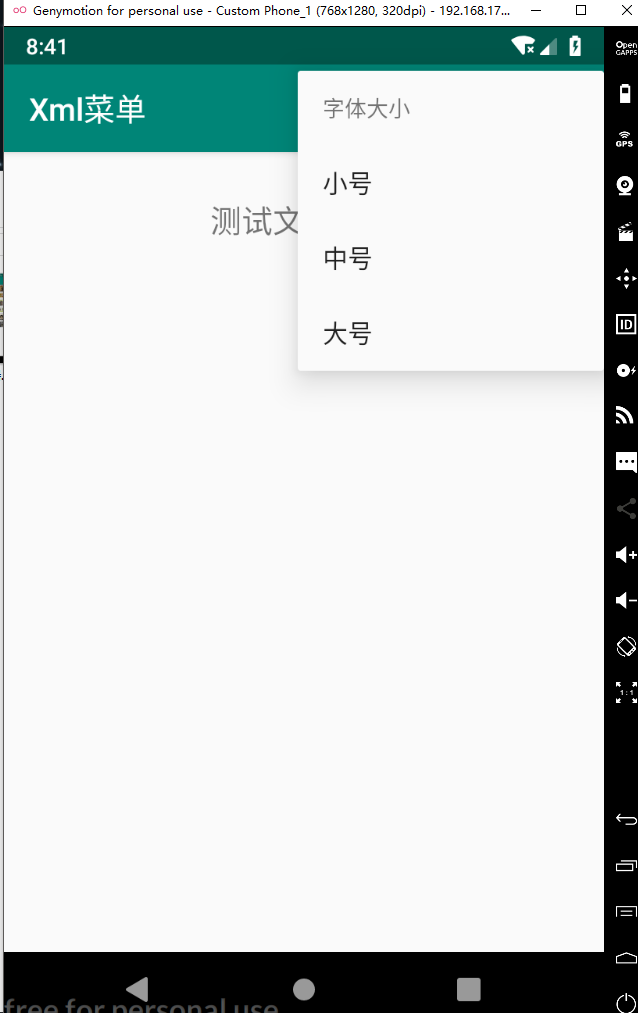 Genymotion for personal use - Custom Phone_1 (768x1280, 320dpi) - 192.168.17...
8:41
Open
GAPPS
Xml菜单
字体大小
GPS
小号
测试文
中号
ID
大号
1:1
free for personal use